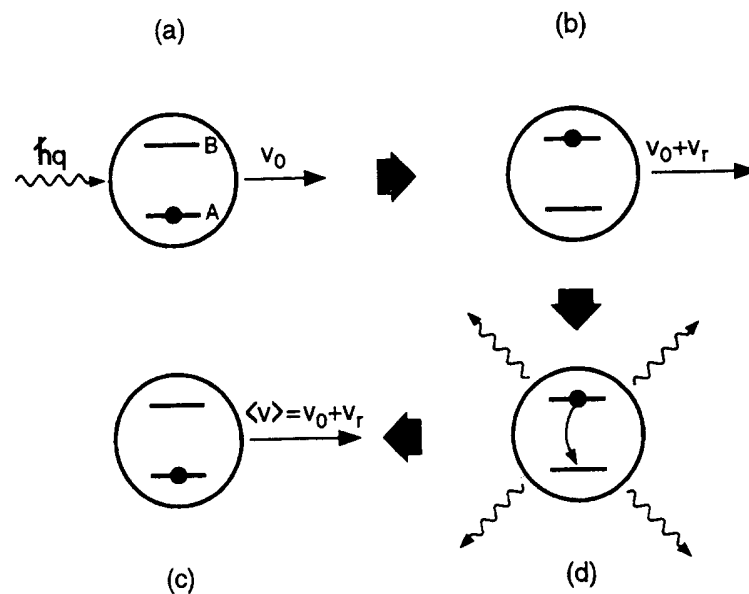 (a)
(b)
ħq
B
A
v₀
v₀+vᵣ
⟨v⟩=v₀+vᵣ
(c)
(d)